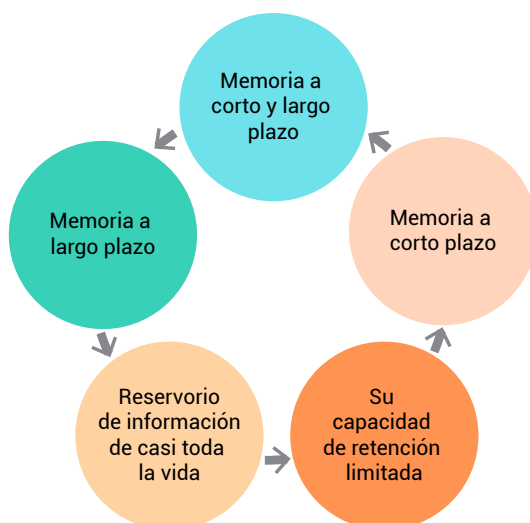 Memoria a
corto y largo
plazo
Memoria a
largo plazo
Memoria a
corto plazo
Reservorio
de información
de casi toda
la vida
Su
capacidad
de retención
limitada